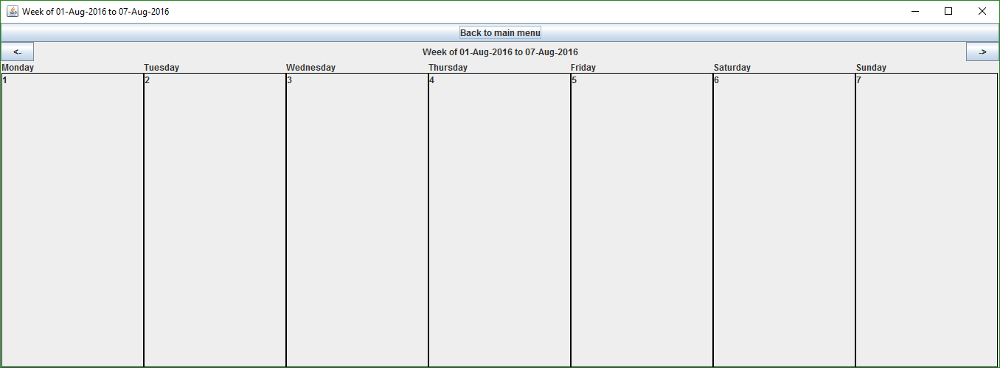 Week of 01-Aug-2016 to 07-Aug-2016
Back to main menu
<- Week of 01-Aug-2016 to 07-Aug-2016 ->
Monday Tuesday Wednesday Thursday Friday Saturday Sunday
1 2 3 4 5 6 7